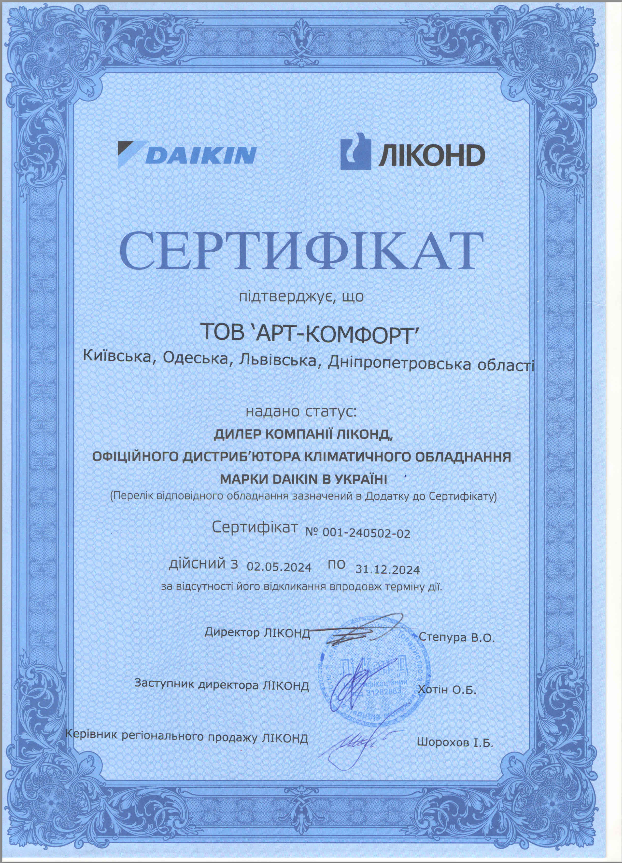 DAIKIN ЛІКОНД
СЕРТИФІКАТ
підтверджує, що
ТОВ ‘АРТ-КОМФОРТ’
Київська, Одеська, Львівська, Дніпропетровська області
надано статус:
ДИЛЕР КОМПАНІЇ ЛІКОНД,
ОФІЦІЙНОГО ДИСТРИБ’ЮТОРА КЛІМАТИЧНОГО ОБЛАДНАННЯ
МАРКИ DAIKIN В УКРАЇНІ
(Перелік відповідного обладнання зазначений в Додатку до Сертифікату)
Сертифікат № 001-240502-02
дійсний з 02.05.2024 по 31.12.2024
за відсутності його відкликання впродовж терміну дії.
Директор ЛІКОНД Степура В.О.
Заступник директора ЛІКОНД Хотін О.Б.
Керівник регіонального продажу ЛІКОНД Шорохов І.Б.